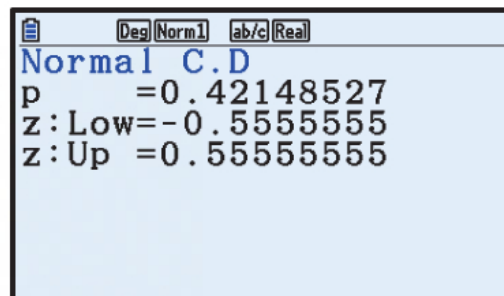 Deg Norm1 ab/c Real
Normal C.D
p =0.42148527
z:Low=-0.5555555
z:Up =0.55555555